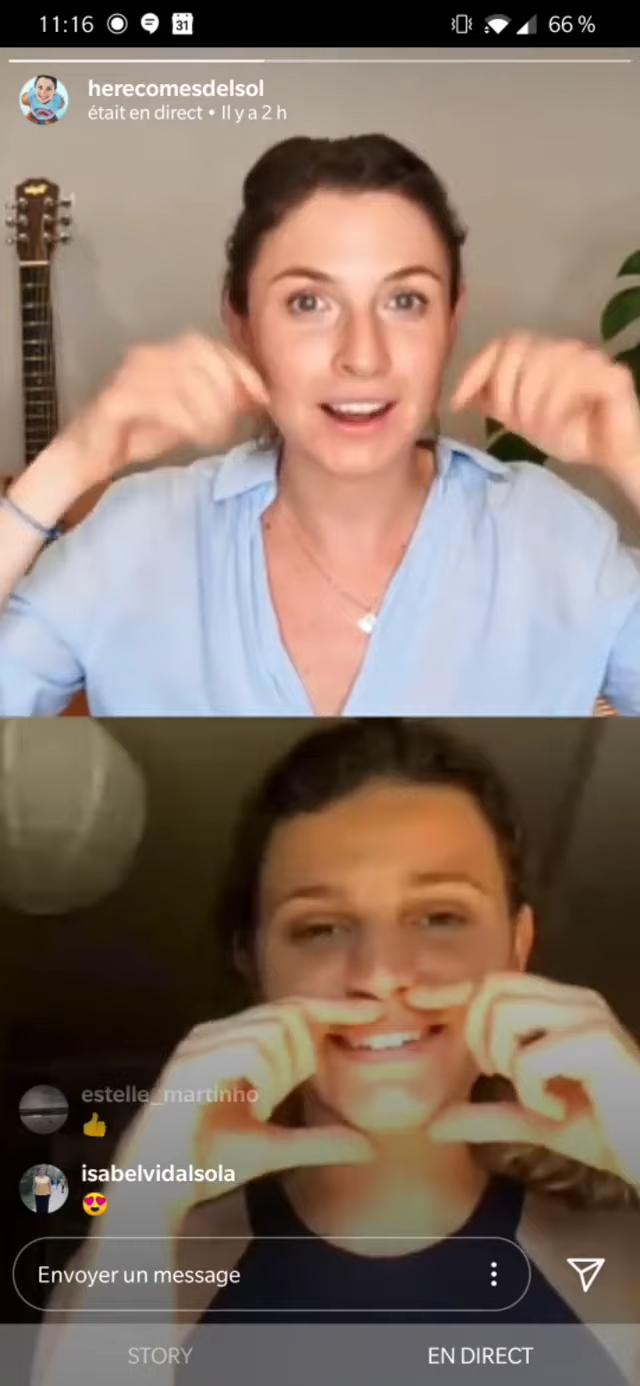 11:16
31
66 %
herecomesdelsol
était en direct • Il y a 2 h
estelle_martinho
👍
isabelvidalsola
😍
Envoyer un message
STORY
EN DIRECT